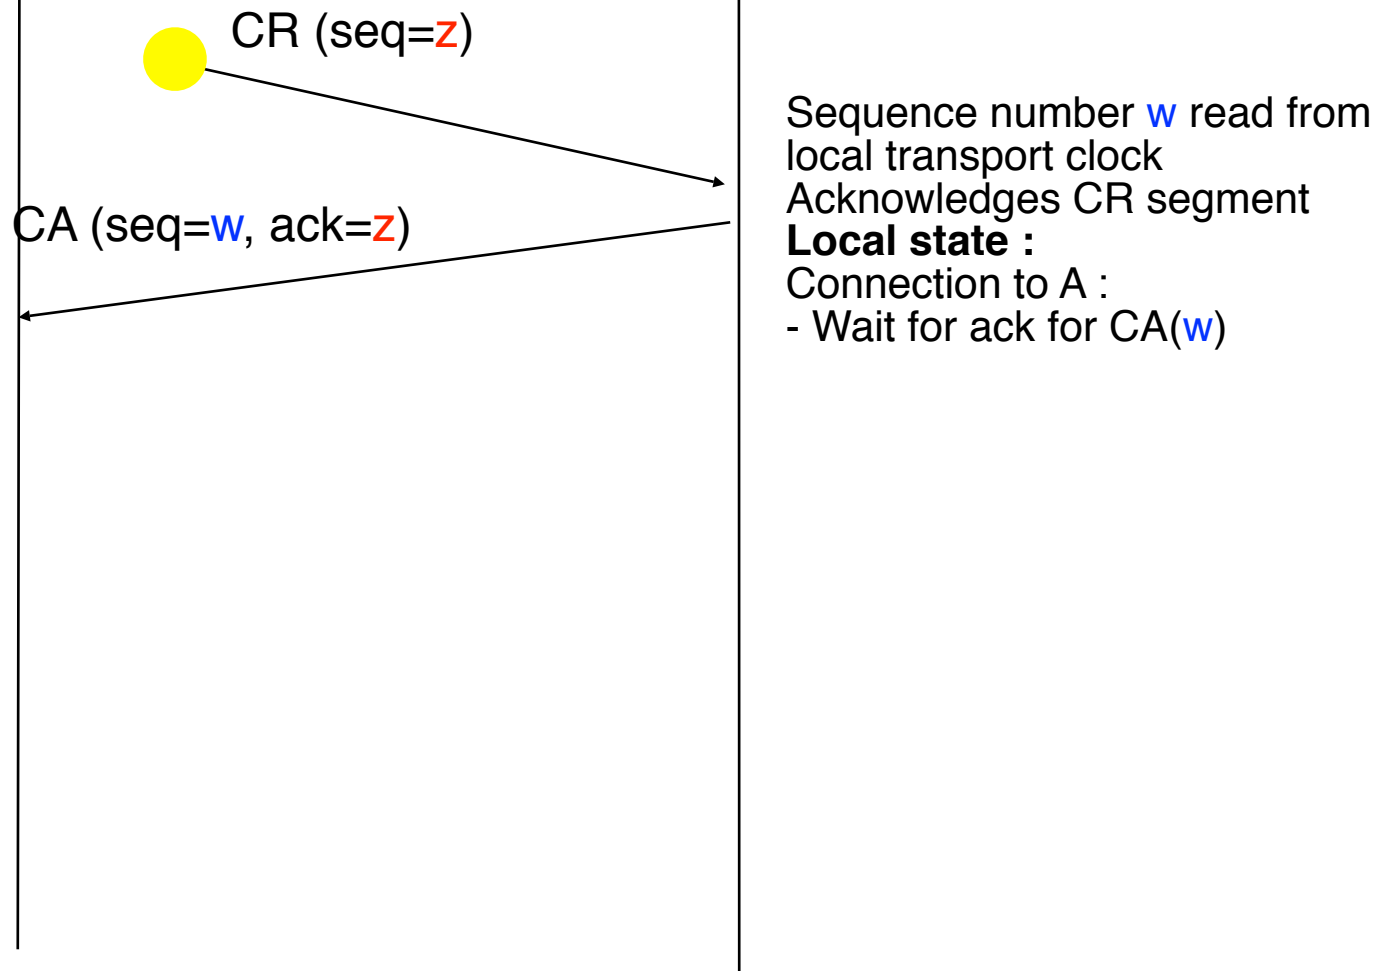 CR (seq=z)
Sequence number w read from
local transport clock
Acknowledges CR segment
Local state :
Connection to A :
- Wait for ack for CA(w)
CA (seq=w, ack=z)